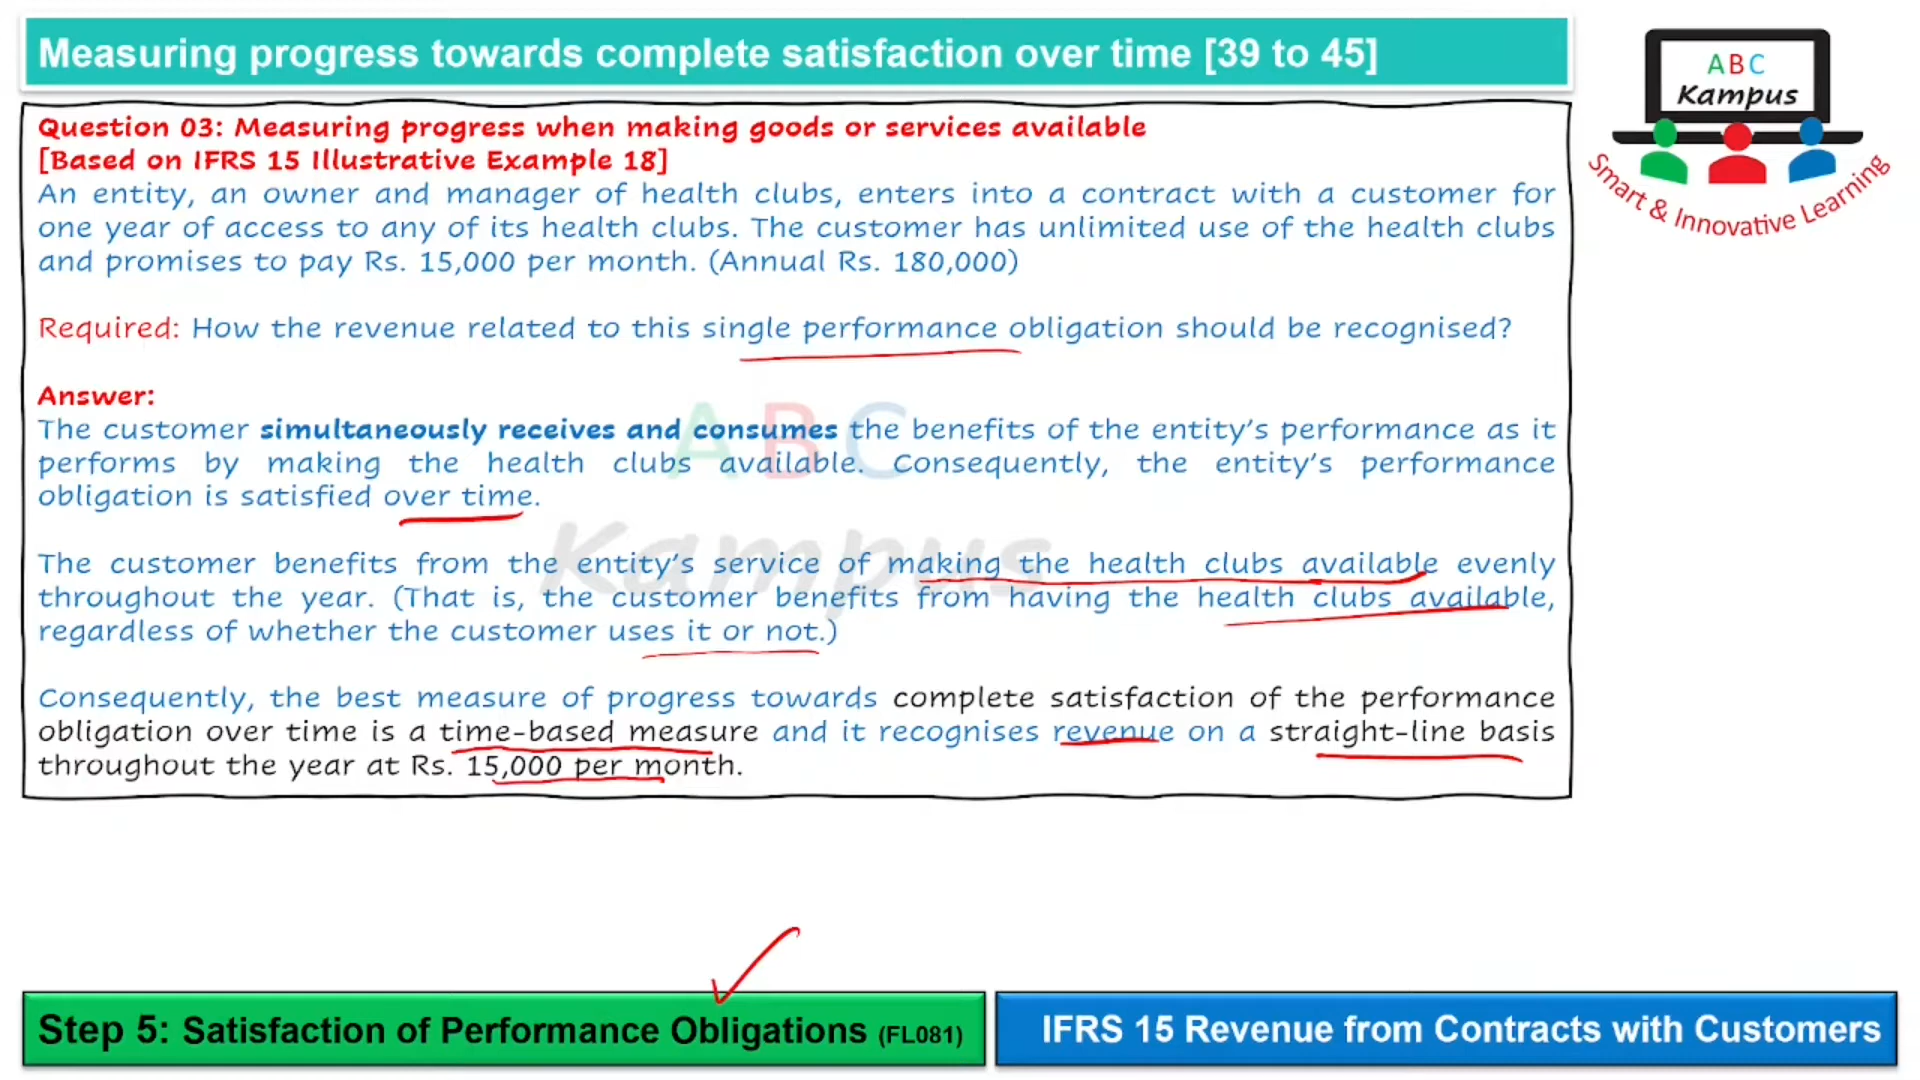 Measuring progress towards complete satisfaction over time [39 to 45]
ABC
Kampus
Smart & Innovative Learning
Question 03: Measuring progress when making goods or services available
[Based on IFRS 15 Illustrative Example 18]
An entity, an owner and manager of health clubs, enters into a contract with a customer for
one year of access to any of its health clubs. The customer has unlimited use of the health clubs
and promises to pay Rs. 15,000 per month. (Annual Rs. 180,000)
Required: How the revenue related to this single performance obligation should be recognised?
Answer:
The customer simultaneously receives and consumes the benefits of the entity’s performance as it
performs by making the health clubs available. Consequently, the entity’s performance
obligation is satisfied over time.
The customer benefits from the entity’s service of making the health clubs available evenly
throughout the year. (That is, the customer benefits from having the health clubs available,
regardless of whether the customer uses it or not.)
Consequently, the best measure of progress towards complete satisfaction of the performance
obligation over time is a time-based measure and it recognises revenue on a straight-line basis
throughout the year at Rs. 15,000 per month.
ABC
Kampus
Step 5: Satisfaction of Performance Obligations (FL081)
IFRS 15 Revenue from Contracts with Customers